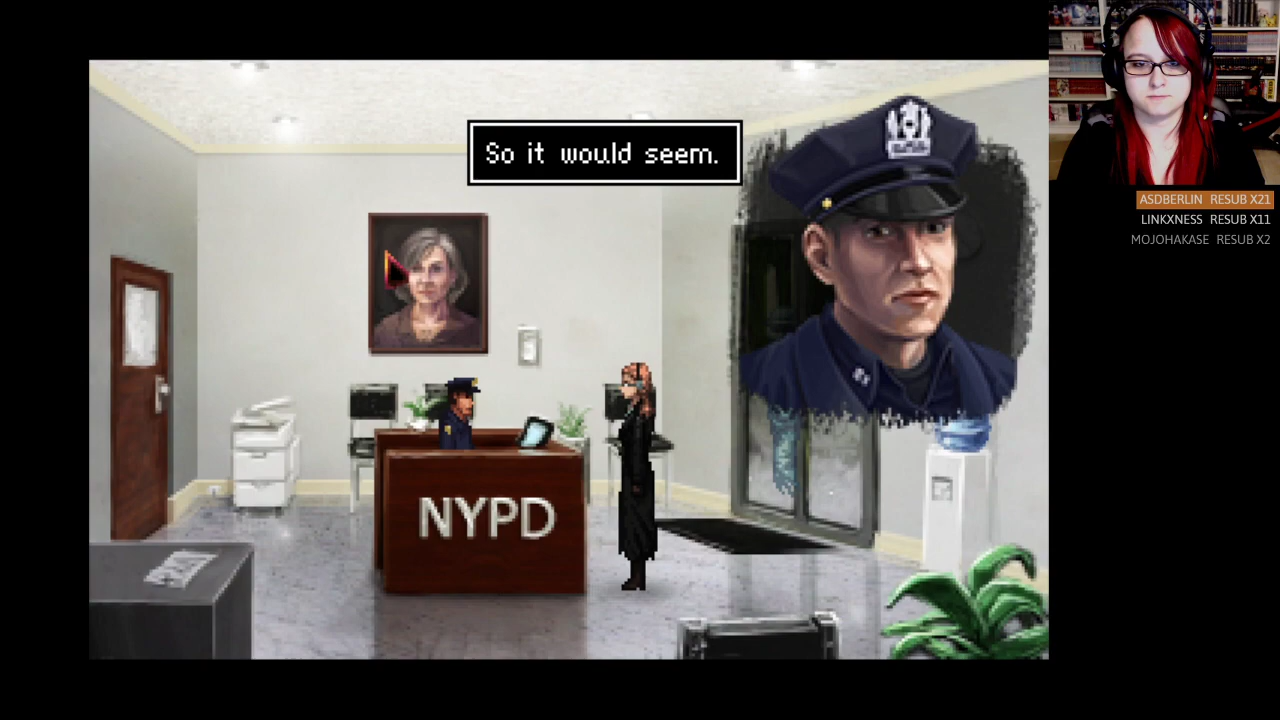 So it would seem.
ASDBERLIN RESUB X21
LINKXNESS RESUB X11
MOJOHAKASE RESUB X2
NYPD